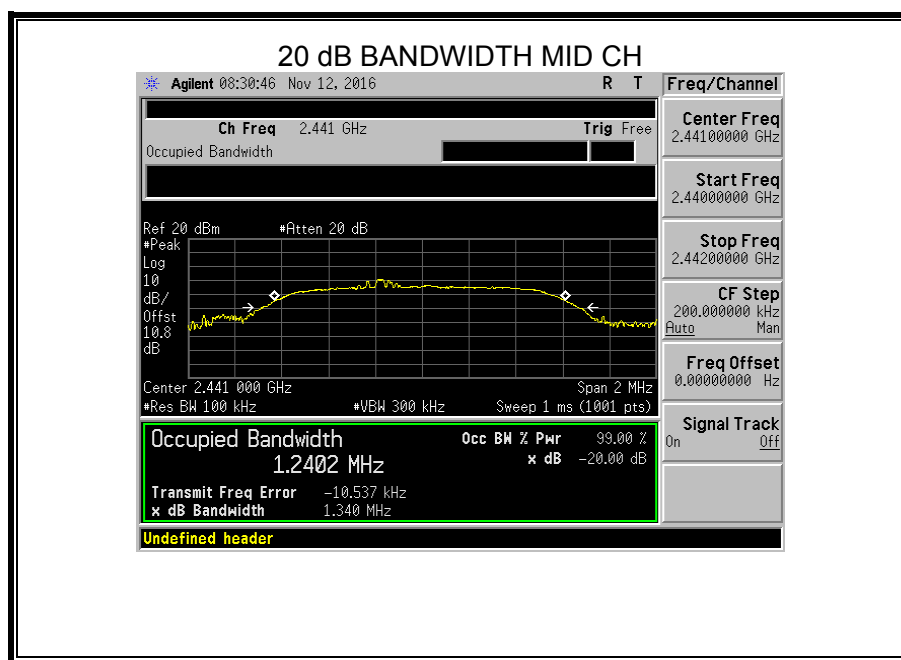 20 dB BANDWIDTH MID CH
Agilent 08:30:46 Nov 12, 2016 R T
Freq/Channel
Ch Freq 2.441 GHz Trig Free
Occupied Bandwidth
Center Freq
2.44100000 GHz
Start Freq
2.44000000 GHz
Stop Freq
2.44200000 GHz
CF Step
200.000000 kHz
Auto Man
Freq Offset
0.00000000 Hz
Signal Track
On Off
Ref 20 dBm #Atten 20 dB
#Peak
Log
10
dB/
Offst
10.8
dB
Center 2.441 000 GHz Span 2 MHz
#Res BW 100 kHz #VBW 300 kHz Sweep 1 ms (1001 pts)
Occupied Bandwidth Occ BW % Pwr 99.00 %
1.2402 MHz x dB -20.00 dB
Transmit Freq Error -10.537 kHz
x dB Bandwidth 1.340 MHz
Undefined header